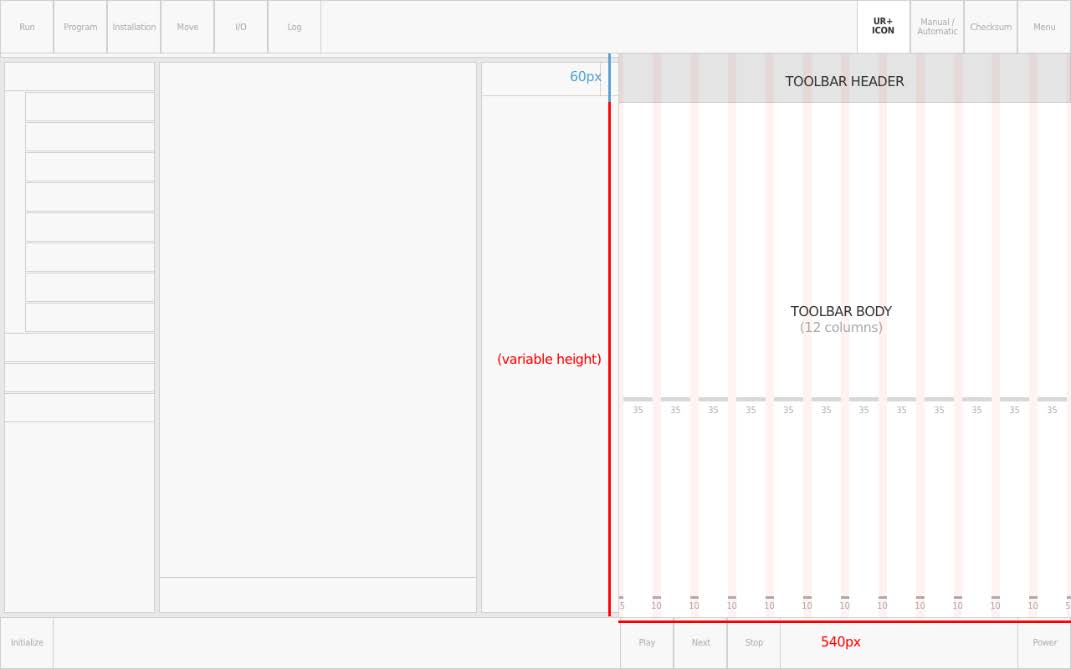 Run
Program
Installation
Move
I/O
Log
UR+
ICON
Manual /
Automatic
Checksum
Menu
60px
TOOLBAR HEADER
TOOLBAR BODY
(12 columns)
(variable height)
35 35 35 35 35 35 35 35 35 35 35 35
5 10 10 10 10 10 10 10 10 10 10 10 5
Initialize
Play
Next
Stop
540px
Power